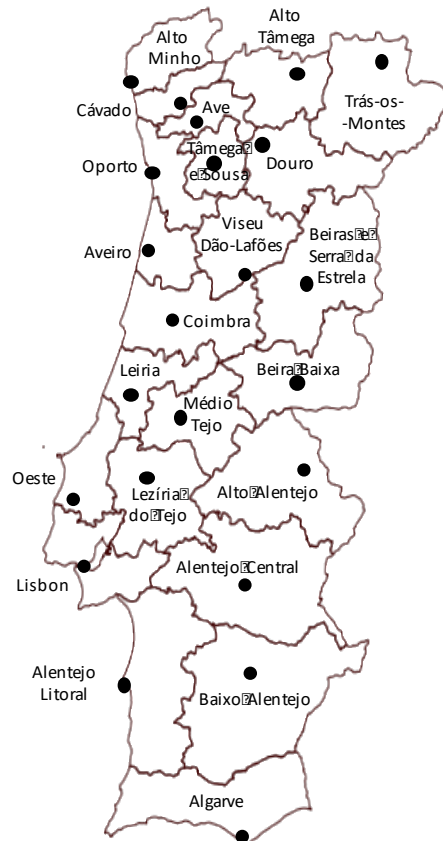 Alto
Minho
Alto
Tâmega
Trás-os-
-Montes
Cávado
Ave
Tâmega
e Sousa
Douro
Oporto
Viseu
Dão-Lafões
Beiras e
Serra da
Estrela
Aveiro
Coimbra
Leiria
Beira Baixa
Médio
Tejo
Oeste
Lezíria
do Tejo
Alto Alentejo
Lisbon
Alentejo Central
Alentejo
Litoral
Baixo Alentejo
Algarve